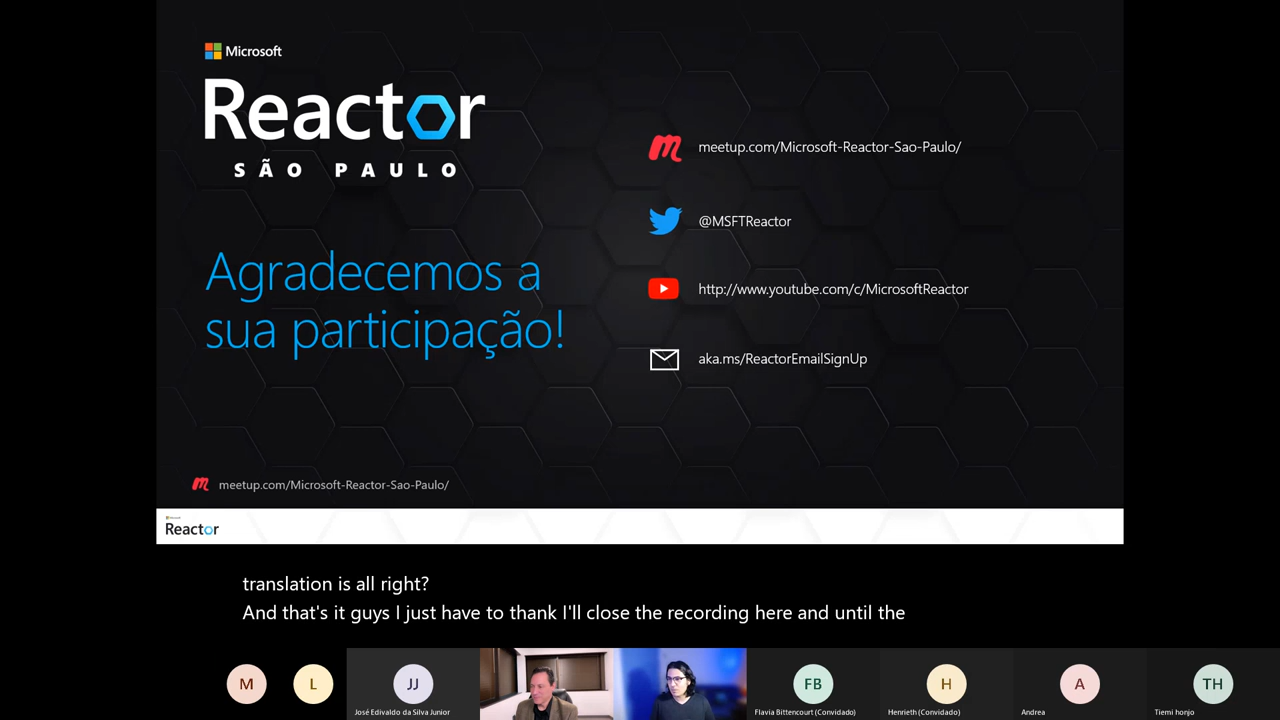 Microsoft
Reactor
SÃO PAULO
Agradecemos a
sua participação!
meetup.com/Microsoft-Reactor-Sao-Paulo/
@MSFTReactor
http://www.youtube.com/c/MicrosoftReactor
aka.ms/ReactorEmailSignUp
meetup.com/Microsoft-Reactor-Sao-Paulo/
Microsoft
Reactor
translation is all right?
And that's it guys I just have to thank I'll close the recording here and until the
M
L
JJ
José Edivaldo da Silva Junior
FB
Flavia Bittencourt (Convidado)
H
Henrieth (Convidado)
A
Andrea
TH
Tiemi honjo